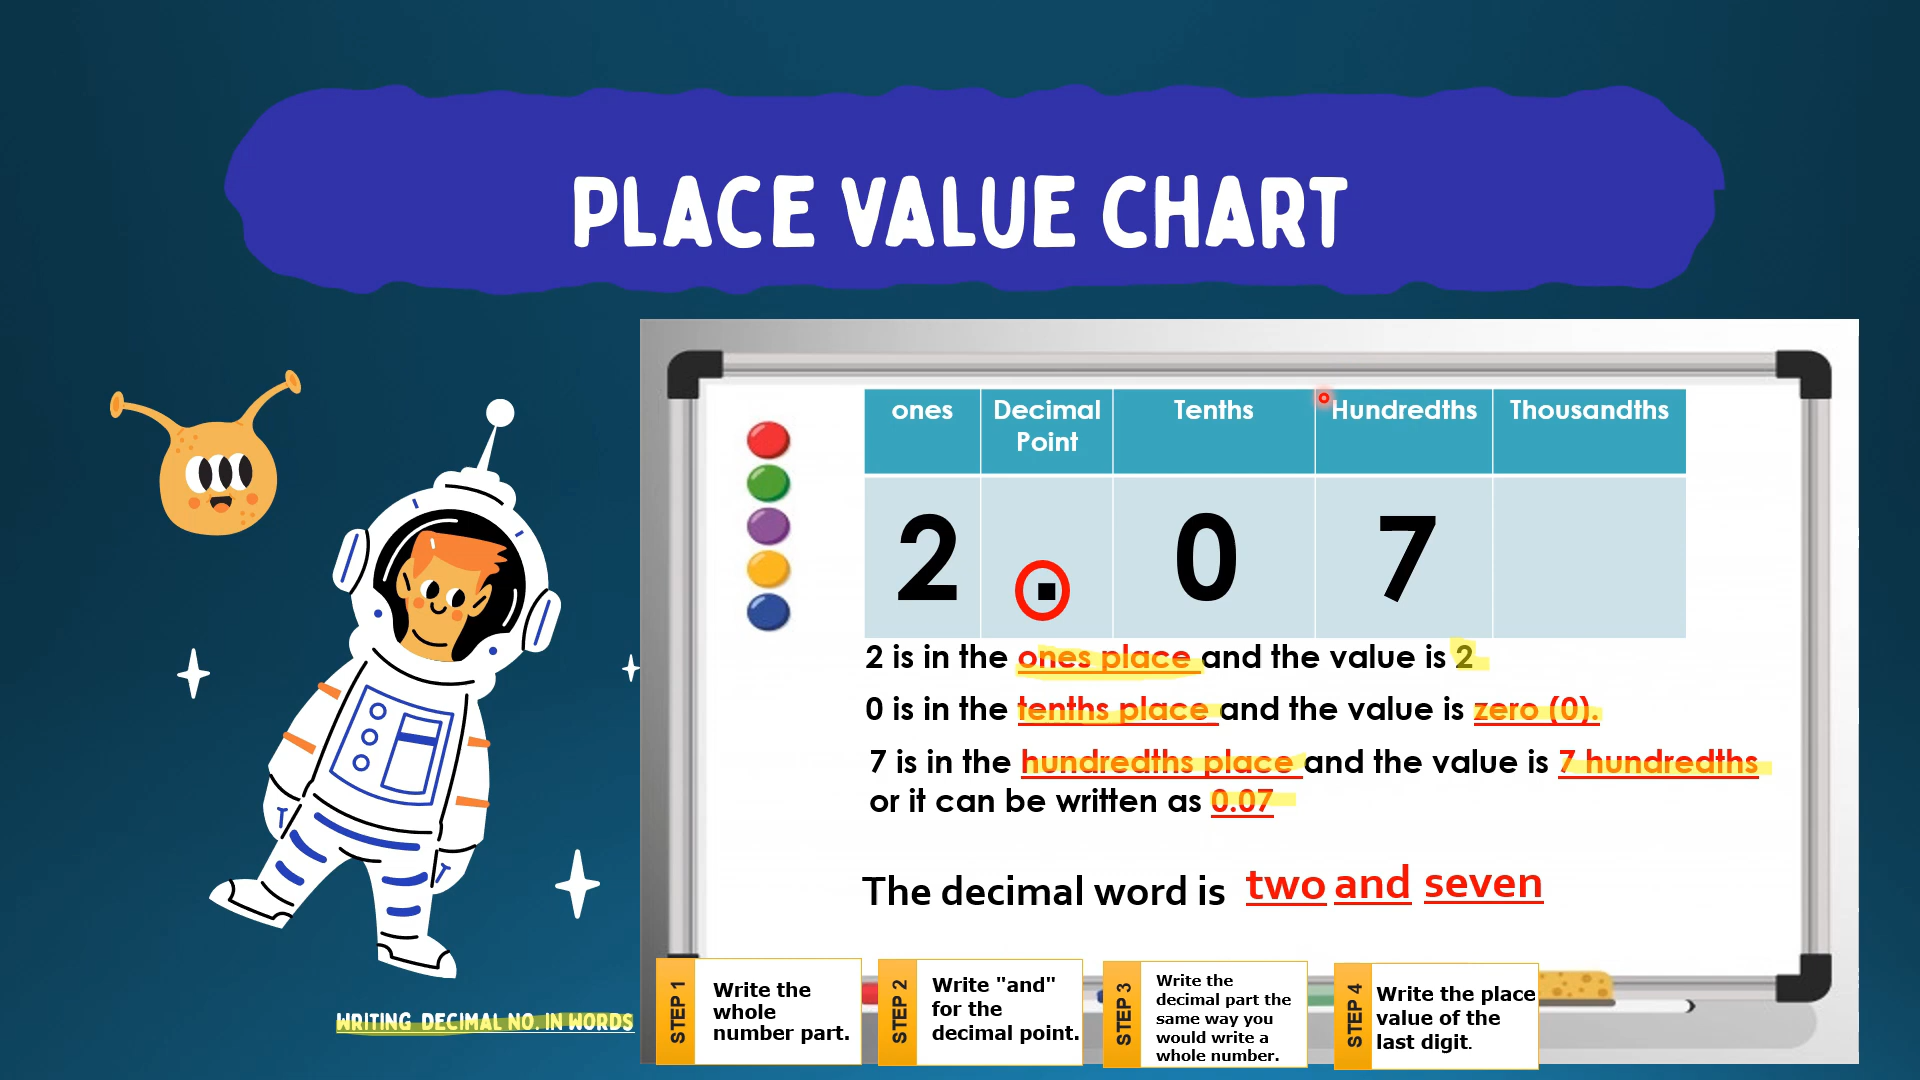 PLACE VALUE CHART
ones Decimal Point Tenths Hundredths Thousandths
2 . 0 7
2 is in the ones place and the value is 2
0 is in the tenths place and the value is zero (0).
7 is in the hundredths place and the value is 7 hundredths
or it can be written as 0.07
The decimal word is two and seven
WRITING DECIMAL NO. IN WORDS
STEP 1
Write the
whole
number part.
STEP 2
Write "and"
for the
decimal point.
STEP 3
Write the
decimal part the
same way you
would write a
whole number.
STEP 4
Write the place
value of the
last digit.